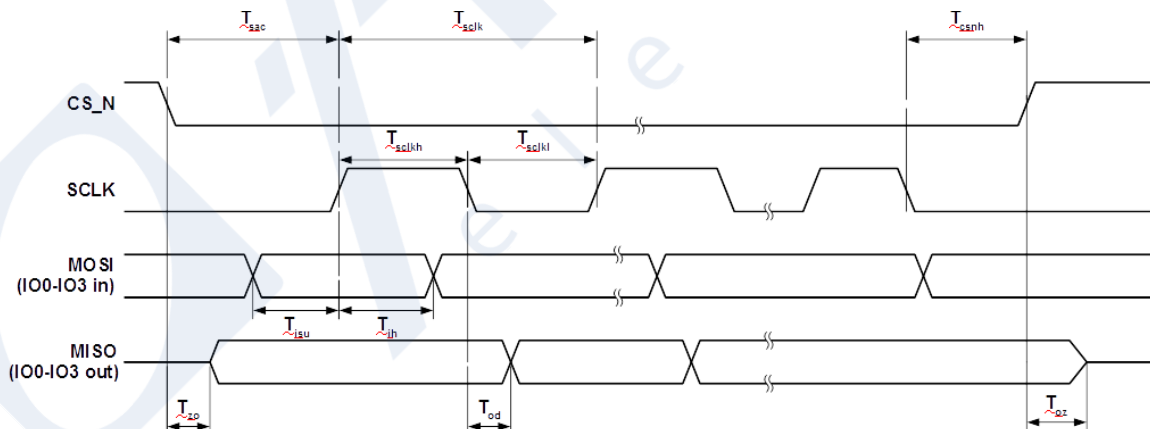 Tsac
Tsclk
Tcsnh
CS_N
Tsclkh
Tsclkl
SCLK
MOSI
(IO0-IO3 in)
Tisu
Tih
MISO
(IO0-IO3 out)
Tzo
Tod
Toz
e l e